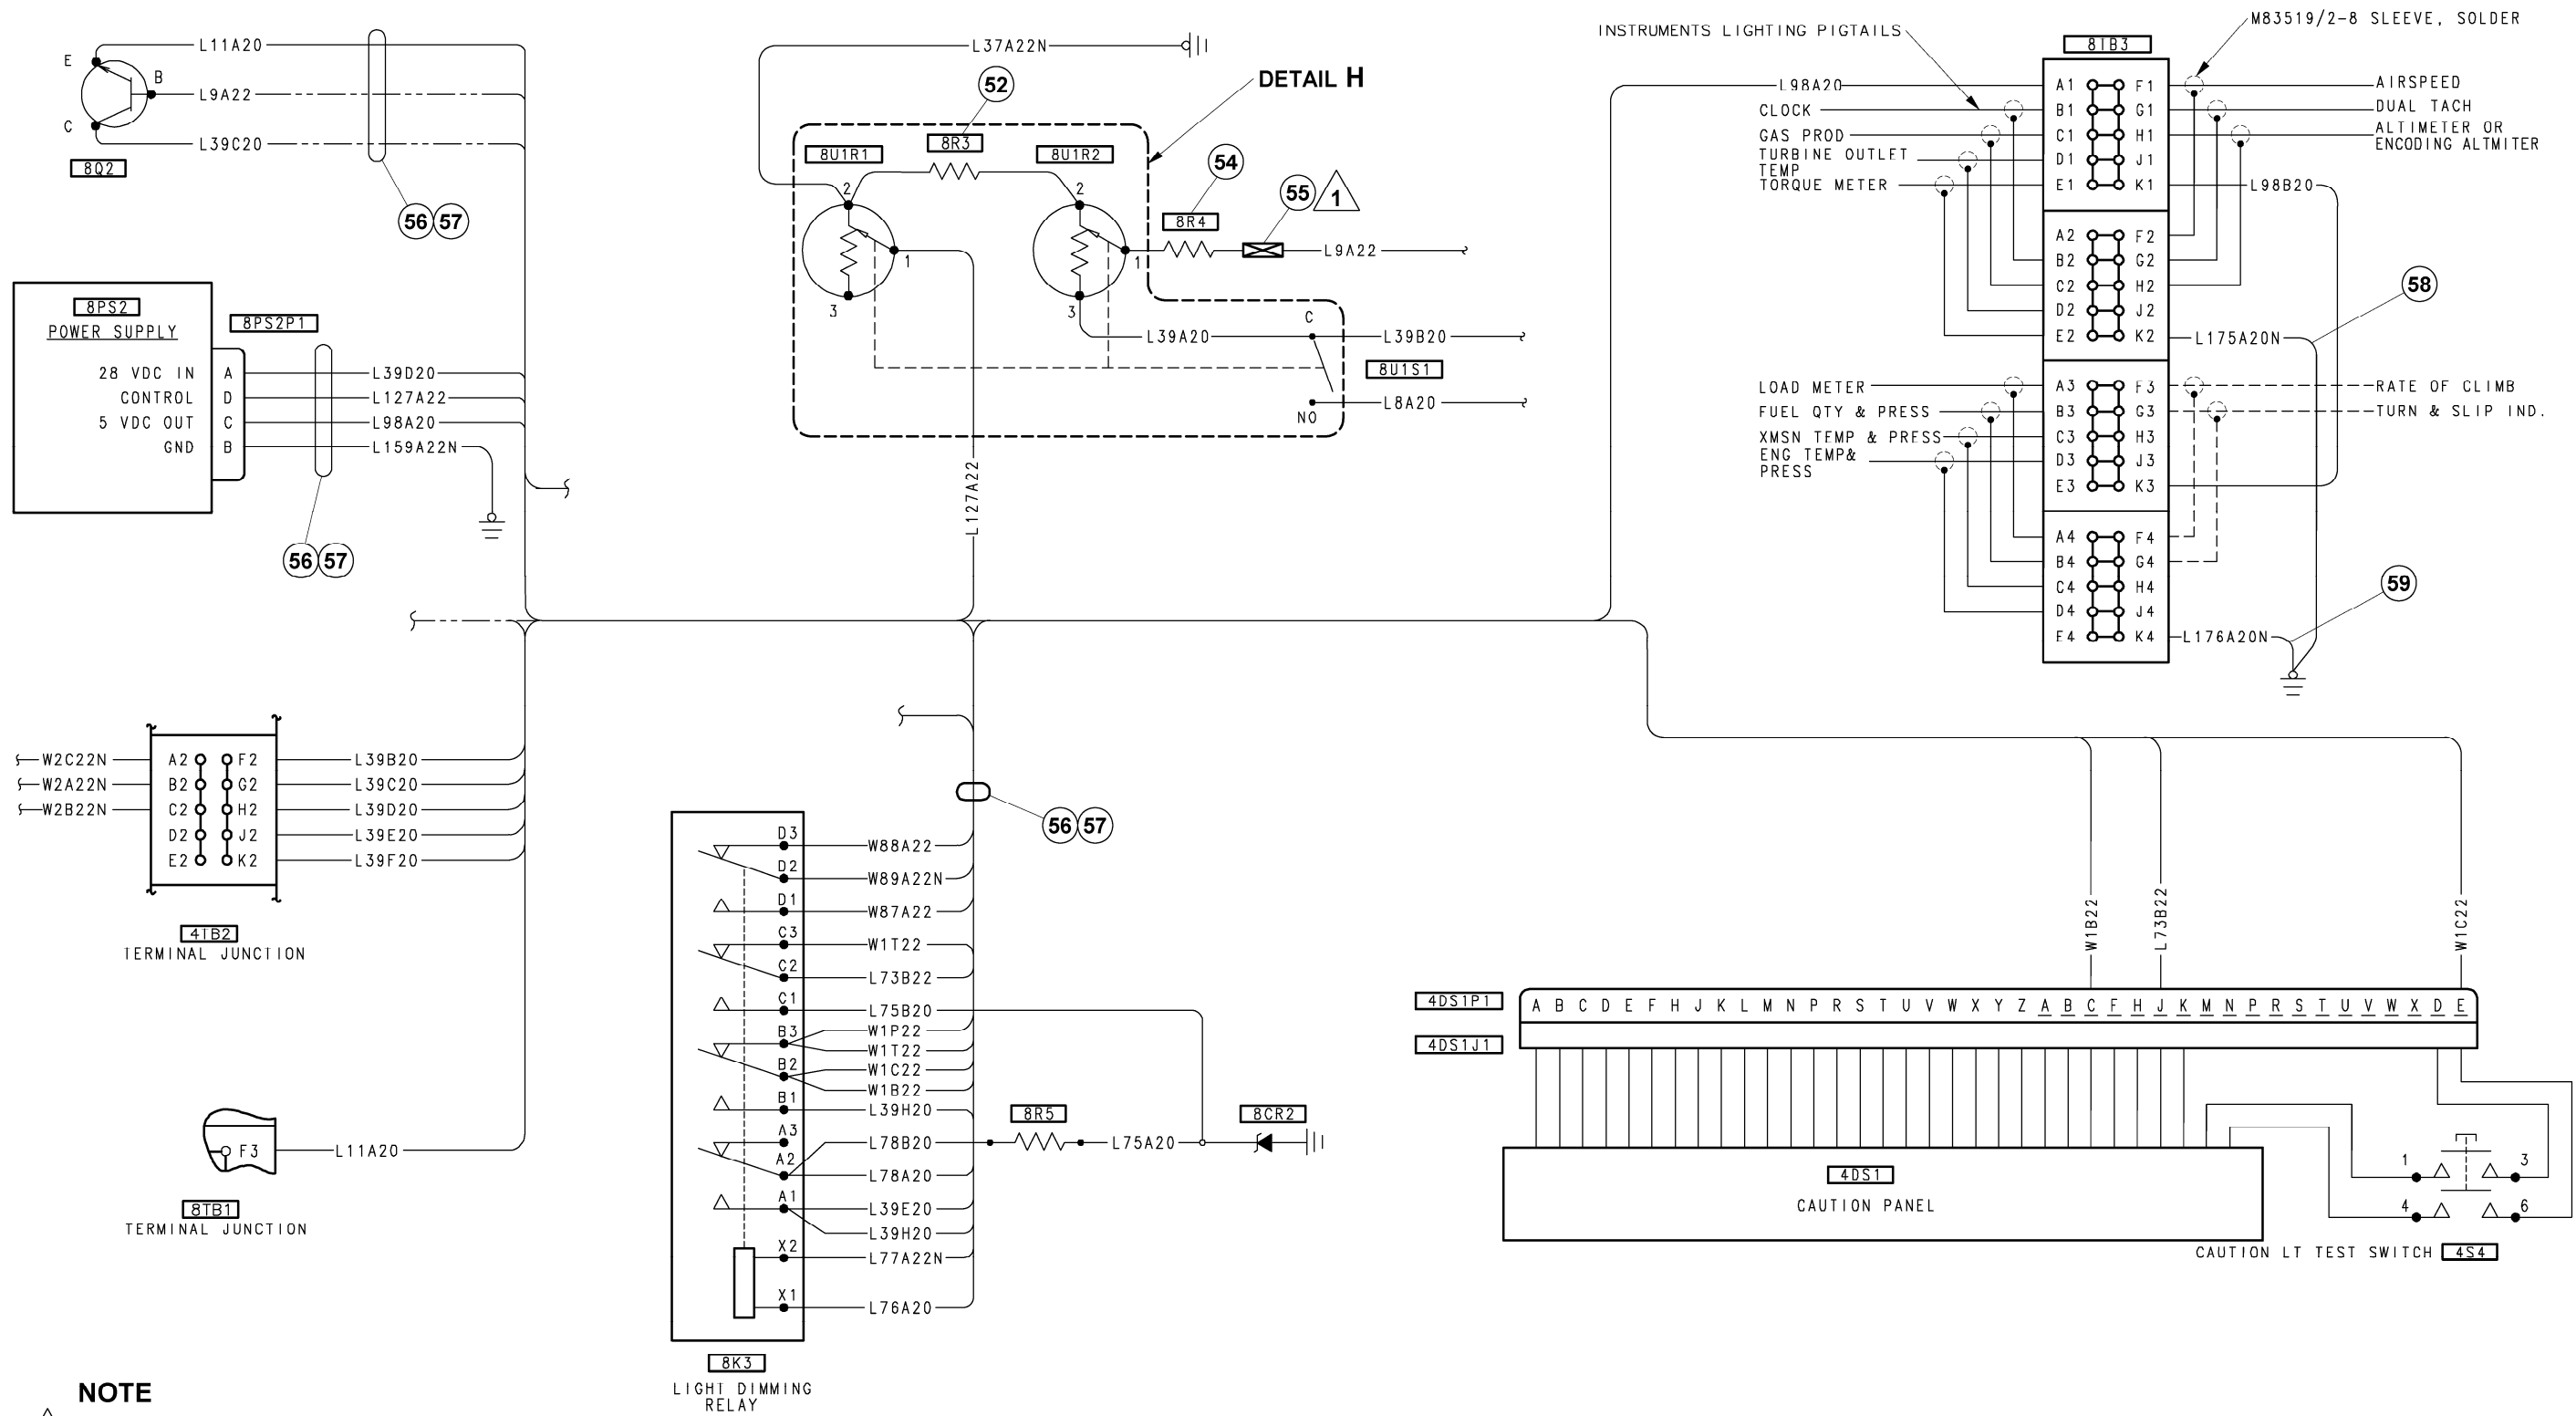 E
L11A20
B
L9A22
C
L39C20
8Q2
56 57
8PS2
POWER SUPPLY
8PS2P1
28 VDC IN A L39D20
CONTROL D L127A22
5 VDC OUT C L98A20
GND B L159A22N
56 57
L37A22N
DETAIL H
52
8U1R1
8R3
8U1R2
54
55
1
8R4
2
1
3
2
1
3
L9A22
L39A20
C
L39B20
8U1S1
NO
L8A20
L127A22
INSTRUMENTS LIGHTING PIGTAILS
M83519/2-8 SLEEVE, SOLDER
8TB3
L98A20 A1 F1 AIRSPEED
CLOCK B1 G1 DUAL TACH
GAS PROD C1 H1 ALTIMETER OR
ENCODING ALTMITER
TURBINE OUTLET
TEMP
D1 J1
TORQUE METER E1 K1 L98B20
A2 F2
B2 G2
C2 H2
D2 J2
E2 K2 L175A20N
58
LOAD METER A3 F3 RATE OF CLIMB
FUEL QTY & PRESS B3 G3 TURN & SLIP IND.
XMSN TEMP & PRESS C3 H3
ENG TEMP&
PRESS
D3 J3
E3 K3
A4 F4
B4 G4
C4 H4
D4 J4
E4 K4 L176A20N
59
W2C22N A2 F2 L39B20
W2A22N B2 G2 L39C20
W2B22N C2 H2 L39D20
D2 J2 L39E20
E2 K2 L39F20
4TB2
TERMINAL JUNCTION
F3 L11A20
8TB1
TERMINAL JUNCTION
56 57
D3 W88A22
D2 W89A22N
D1 W87A22
C3 W1T22
C2 L73B22
C1 L75B20
B3 W1P22
W1T22
B2 W1C22
W1B22
B1 L39H20
A3 L78B20
A2 L78A20
A1 L39E20
L39H20
X2 L77A22N
X1 L76A20
8R5
L75A20
8CR2
8K3
LIGHT DIMMING
RELAY
W1B22
L73B22
W1C22
4DS1P1
A B C D E F H J K L M N P R S T U V W X Y Z A B C F H J K M N P R S T U V W X D E
4DS1J1
4DS1
CAUTION PANEL
1 3
4 6
CAUTION LT TEST SWITCH 4S4
NOTE